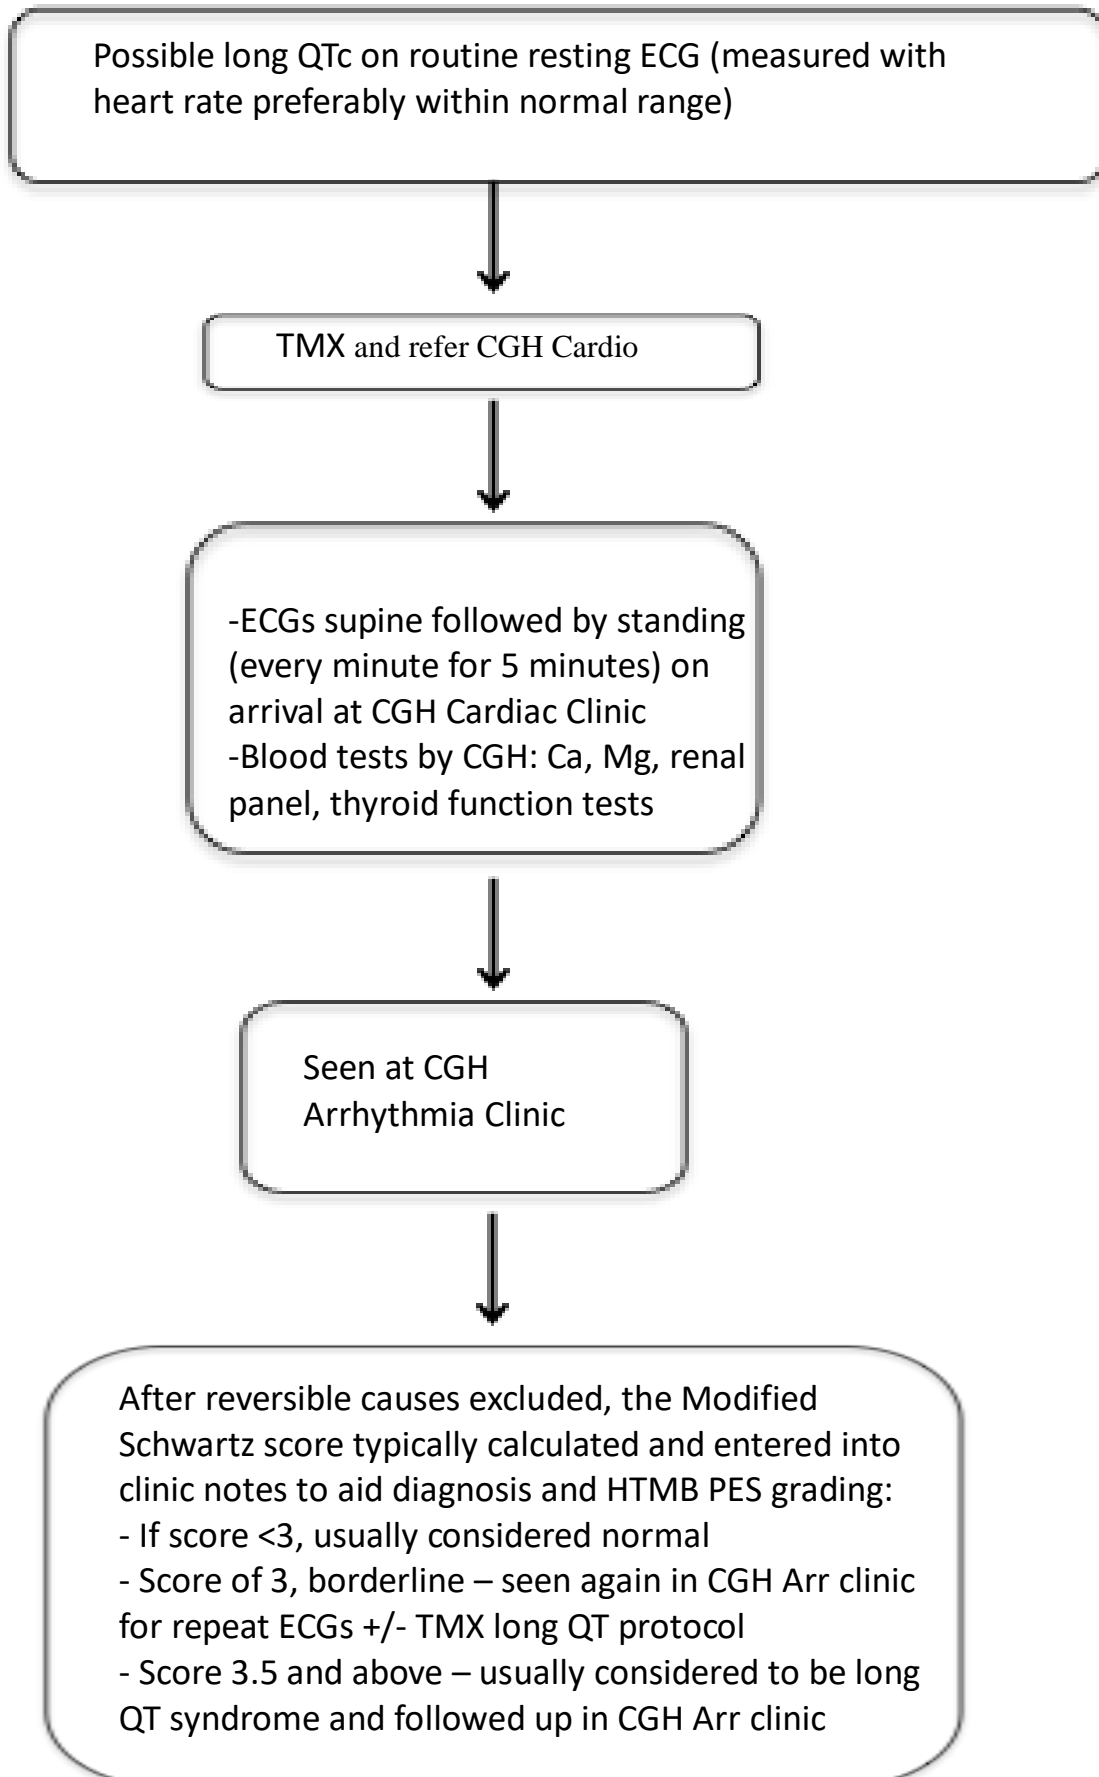 Possible long QTc on routine resting ECG (measured with
heart rate preferably within normal range)
TMX and refer CGH Cardio
-ECGs supine followed by standing
(every minute for 5 minutes) on
arrival at CGH Cardiac Clinic
-Blood tests by CGH: Ca, Mg, renal
panel, thyroid function tests
Seen at CGH
Arrhythmia Clinic
After reversible causes excluded, the Modified
Schwartz score typically calculated and entered into
clinic notes to aid diagnosis and HTMB PES grading:
- If score <3, usually considered normal
- Score of 3, borderline – seen again in CGH Arr clinic
for repeat ECGs +/- TMX long QT protocol
- Score 3.5 and above – usually considered to be long
QT syndrome and followed up in CGH Arr clinic